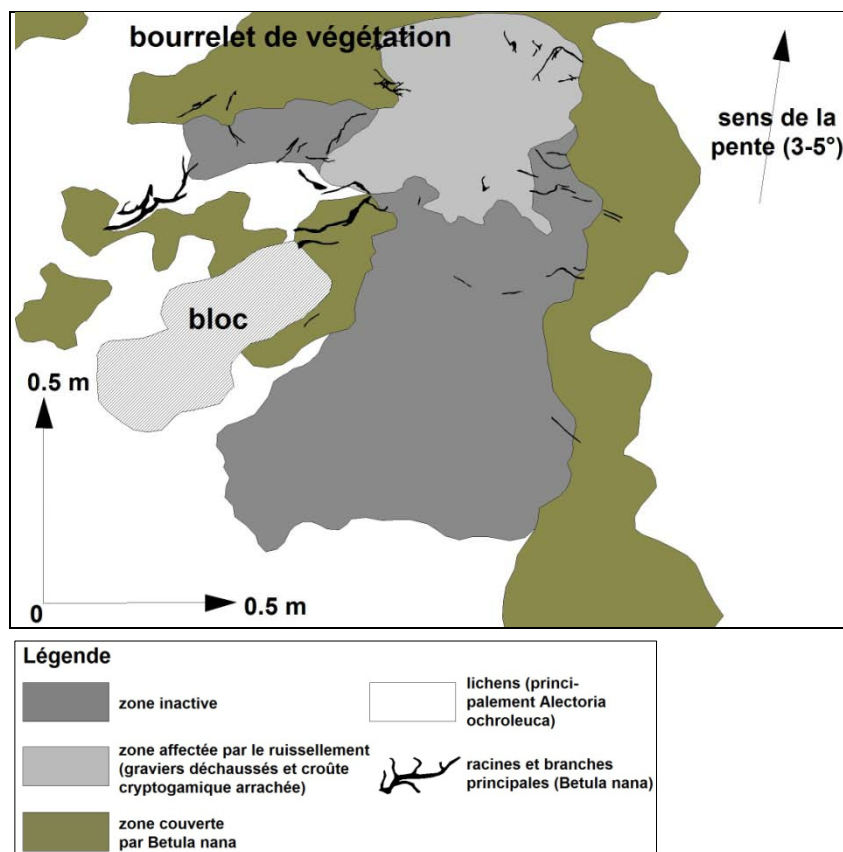 bourrelet de végétation
sens de la
pente (3-5°)
bloc
0.5 m
0
0.5 m
Légende
zone inactive
zone affectée par le ruissellement
(graviers déchaussés et croûte
cryptogamique arrachée)
zone couverte
par Betula nana
lichens (princi-
palement Alectoria
ochroleuca)
racines et branches
principales (Betula nana)